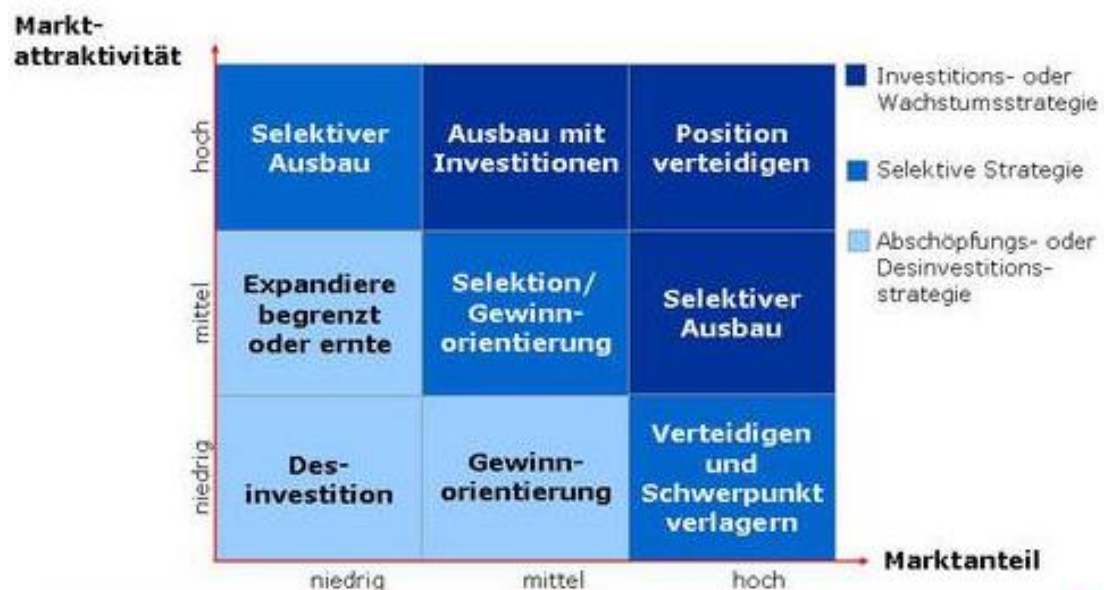 Markt-
attraktivität
hoch
Selektiver
Ausbau
Ausbau mit
Investitionen
Position
verteidigen
mittel
Expandiere
begrenzt
oder ernte
Selektion/
Gewinn-
orientierung
Selektiver
Ausbau
niedrig
Des-
investition
Gewinn-
orientierung
Verteidigen
und
Schwerpunkt
verlagern
niedrig
mittel
hoch
Marktanteil
Investitions- oder
Wachstumsstrategie
Selektive Strategie
Abschöpfungs- oder
Desinvestitions-
strategie